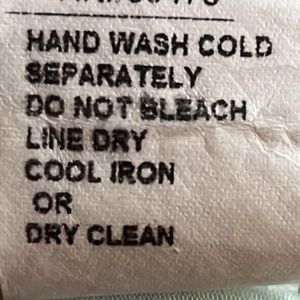 HAND WASH COLD
SEPARATELY
DO NOT BLEACH
LINE DRY
COOL IRON
OR
DRY CLEAN